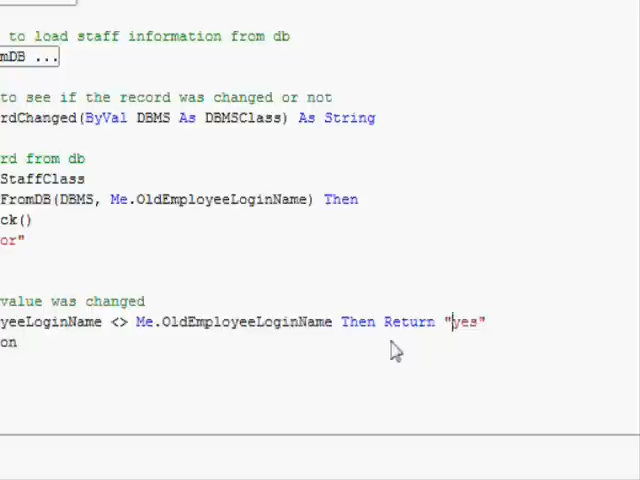 to load staff information from db
mDB ...
to see if the record was changed or not
rdChanged(ByVal DBMS As DBMSClass) As String
rd from db
StaffClass
FromDB(DBMS, Me.OldEmployeeLoginName) Then
ck()
or"
value was changed
yeeLoginName <> Me.OldEmployeeLoginName Then Return "yes"
on